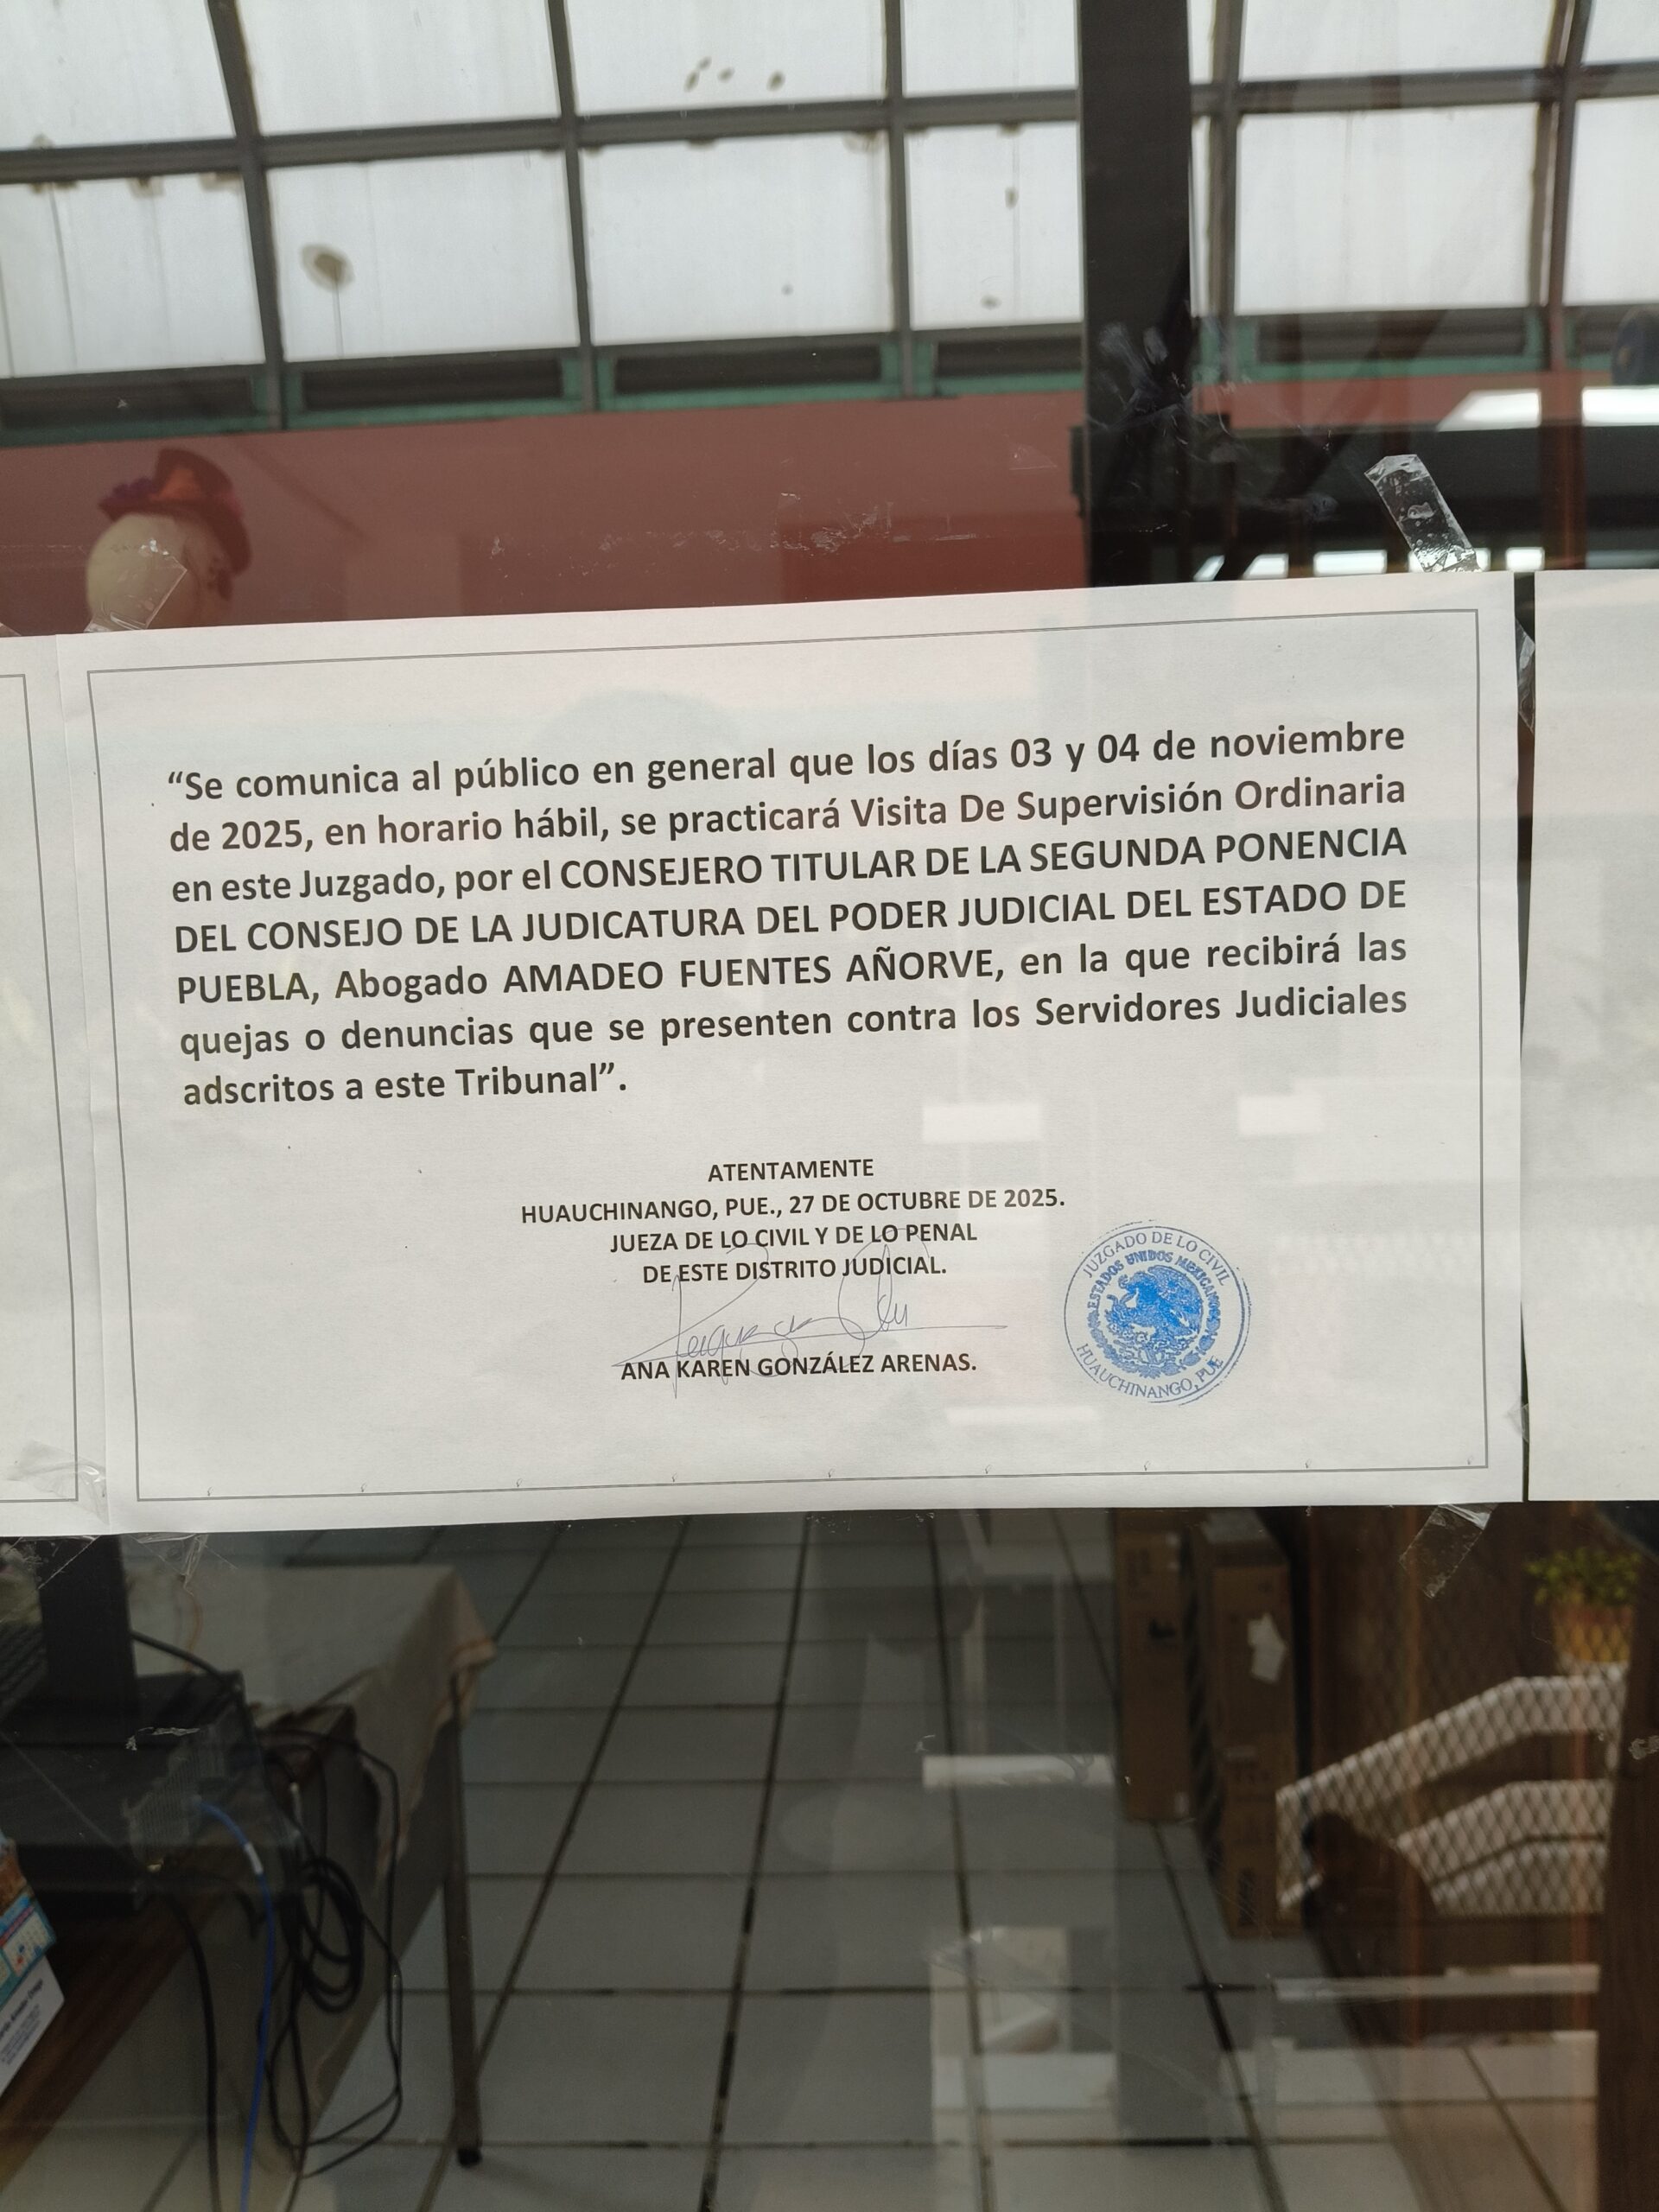 “Se comunica al público en general que los días 03 y 04 de noviembre
de 2025, en horario hábil, se practicará Visita De Supervisión Ordinaria
en este Juzgado, por el CONSEJERO TITULAR DE LA SEGUNDA PONENCIA
DEL CONSEJO DE LA JUDICATURA DEL PODER JUDICIAL DEL ESTADO DE
PUEBLA, Abogado AMADEO FUENTES AÑORVE, en la que recibirá las
quejas o denuncias que se presenten contra los Servidores Judiciales
adscritos a este Tribunal”.
ATENTAMENTE
HUAUCHINANGO, PUE., 27 DE OCTUBRE DE 2025.
JUEZA DE LO CIVIL Y DE LO PENAL
DE ESTE DISTRITO JUDICIAL.
ANA KAREN GONZÁLEZ ARENAS.
JUZGADO DE LO CIVIL
ESTADOS UNIDOS MEXICANOS
HUAUCHINANGO, PUE